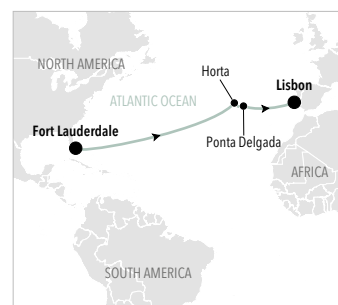 NORTH AMERICA
Horta
Lisbon
ATLANTIC OCEAN
Fort Lauderdale
Ponta Delgada
AFRICA
SOUTH AMERICA